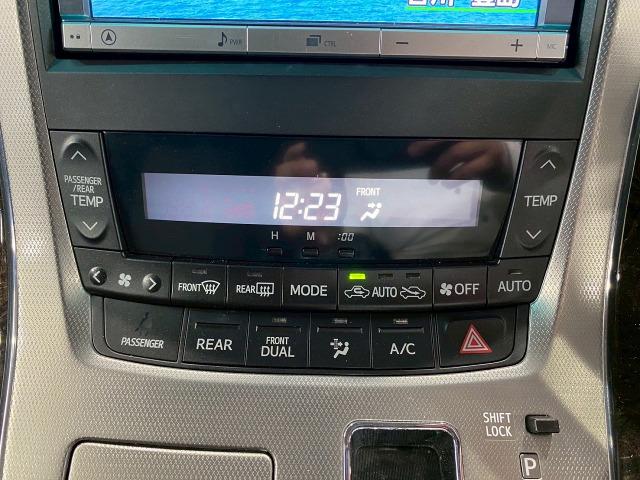 PWR CTRL − + MC
PASSENGER
/REAR
TEMP
FRONT
12:23
H M :00
TEMP
FRONT REAR MODE AUTO OFF AUTO
PASSENGER REAR FRONT
DUAL A/C
SHIFT
LOCK
P